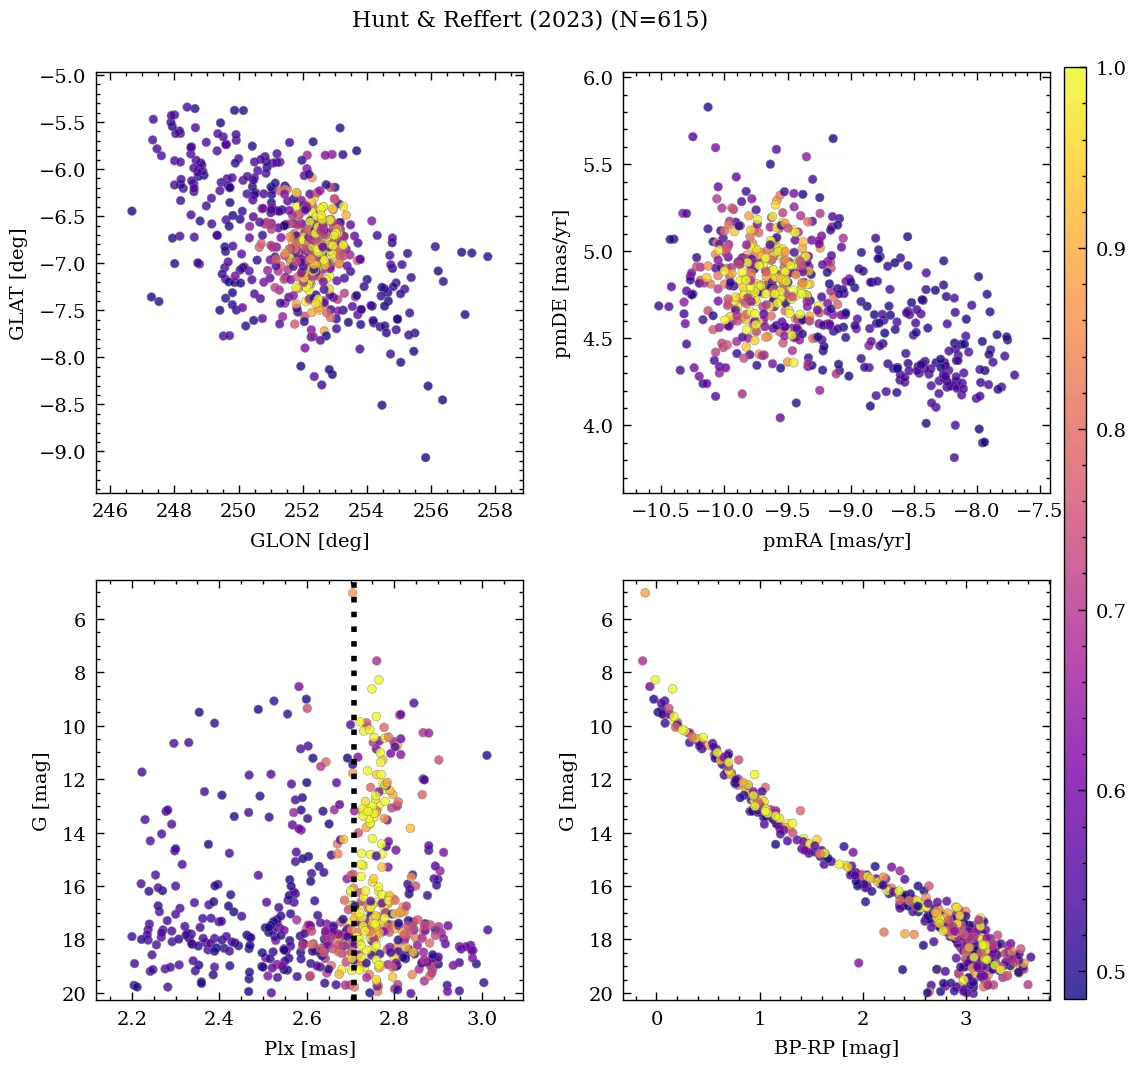 Hunt & Reffert (2023) (N=615)
−5.0
−5.5
−6.0
−6.5
−7.0
−7.5
−8.0
−8.5
−9.0
GLAT [deg]
246 248 250 252 254 256 258
GLON [deg]
6.0
5.5
5.0
4.5
4.0
pmDE [mas/yr]
−10.5 −10.0 −9.5 −9.0 −8.5 −8.0 −7.5
pmRA [mas/yr]
6
8
10
12
14
16
18
20
G [mag]
2.2 2.4 2.6 2.8 3.0
Plx [mas]
6
8
10
12
14
16
18
20
G [mag]
0 1 2 3
BP-RP [mag]
1.0
0.9
0.8
0.7
0.6
0.5